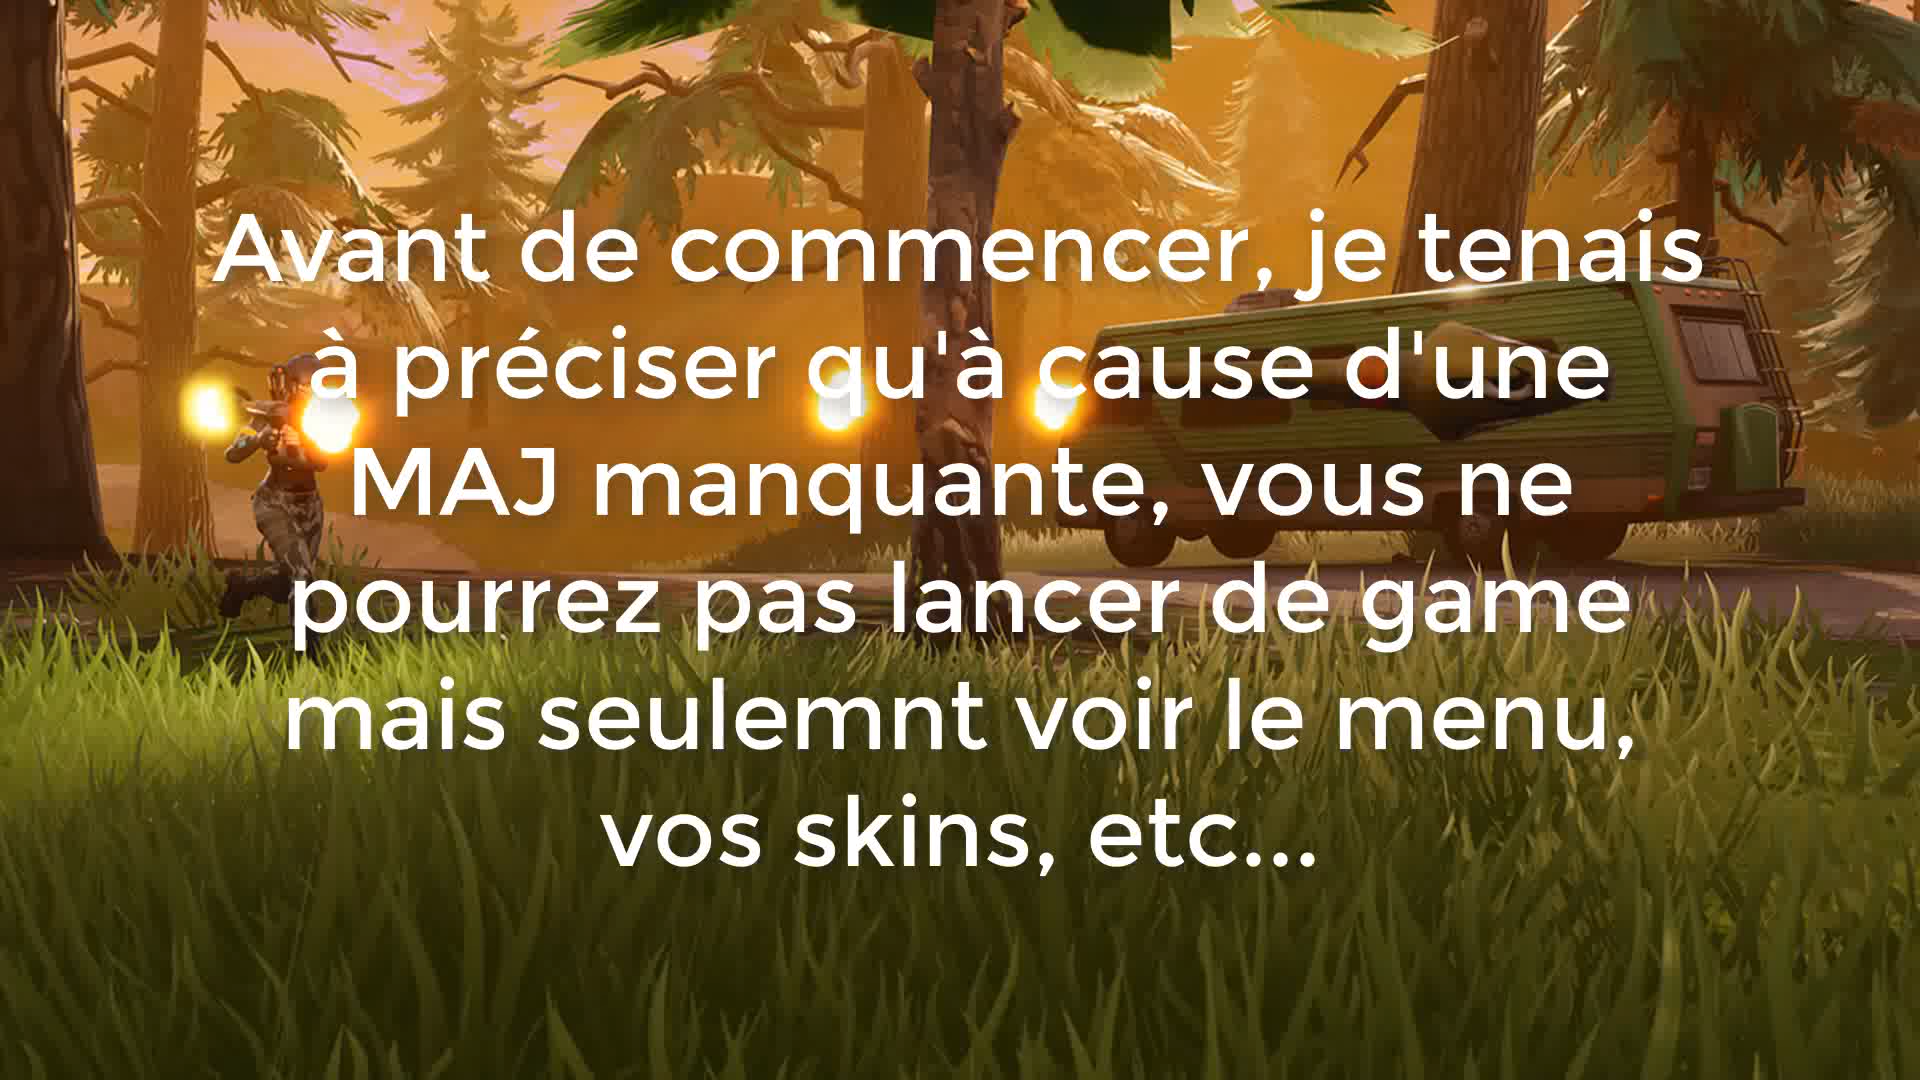 Avant de commencer, je tenais
à préciser qu'à cause d'une
MAJ manquante, vous ne
pourrez pas lancer de game
mais seulemnt voir le menu,
vos skins, etc...